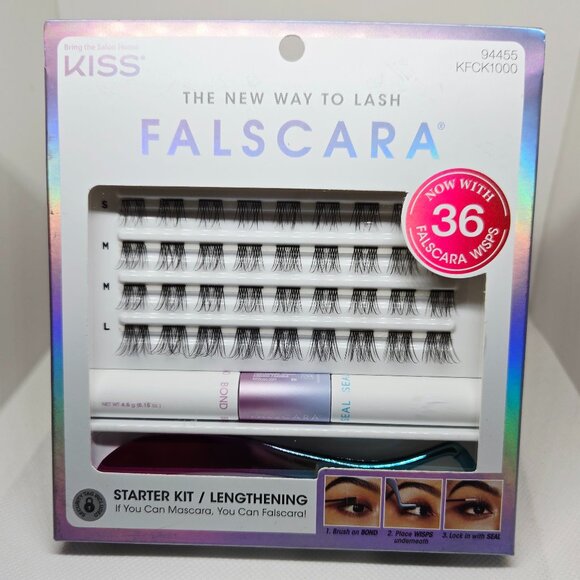 Bring the Salon Home
KISS®
94455
KFCK1000
THE NEW WAY TO LASH
FALSCARA®
NOW WITH
36
FALSCARA WISPS
S
M
M
L
BOND
SEAL
SEAL
NET WT. 4.5 g (0.15 oz.)
STARTER KIT / LENGTHENING
If You Can Mascara, You Can Falscara!
1. Brush on BOND
2. Place WISPS underneath
3. Lock in with SEAL